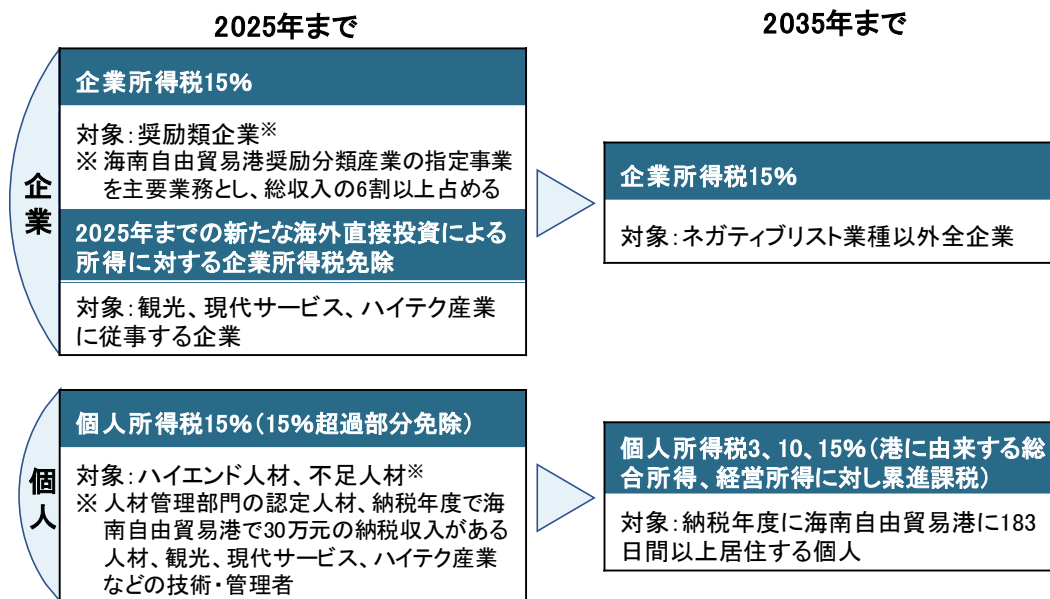 2025年まで
2035年まで
企業
企業所得税15%
対象：奨励類企業※
※ 海南自由貿易港奨励分類産業の指定事業
を主要業務とし、総収入の6割以上占める
2025年までの新たな海外直接投資による
所得に対する企業所得税免除
対象：観光、現代サービス、ハイテク産業
に従事する企業
企業所得税15%
対象：ネガティブリスト業種以外全企業
個人
個人所得税15%（15%超過部分免除）
対象：ハイエンド人材、不足人材※
※ 人材管理部門の認定人材、納税年度で海
南自由貿易港で30万元の納税収入がある
人材、観光、現代サービス、ハイテク産業
などの技術・管理者
個人所得税3、10、15%（港に由来する総
合所得、経営所得に対し累進課税）
対象：納税年度に海南自由貿易港に183
日間以上居住する個人